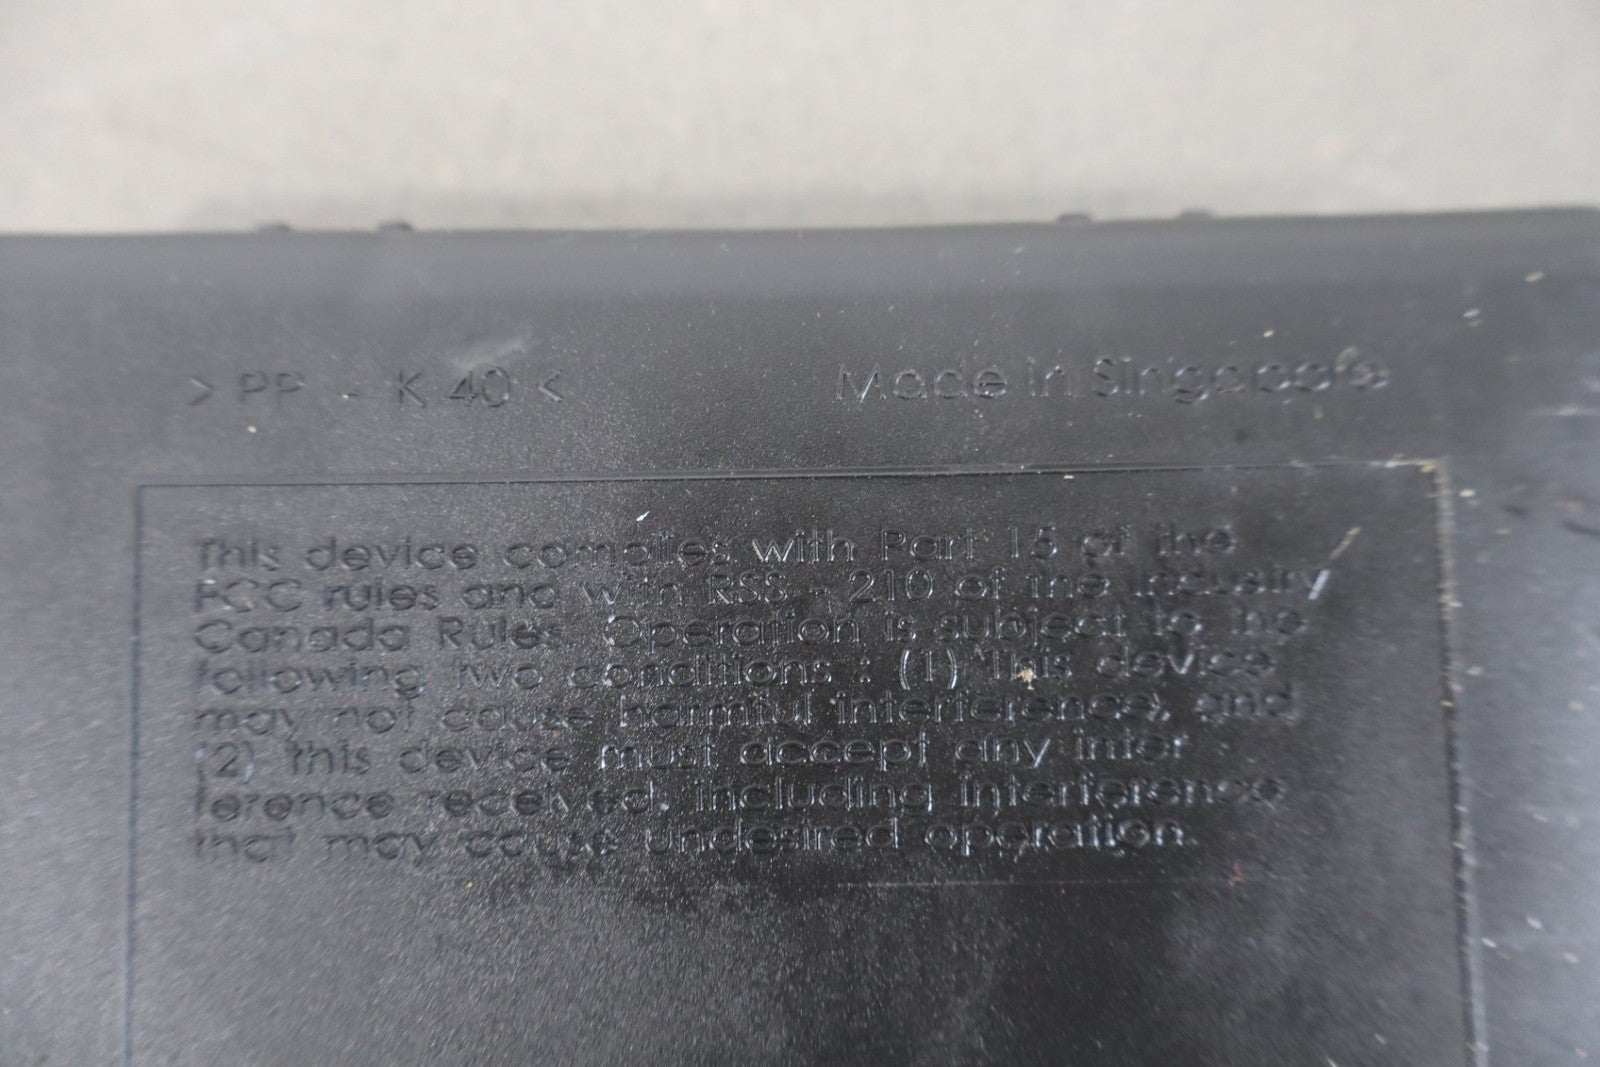 > PP - K 40 < Made in Singapore
This device complies with Part 15 of the
FCC rules and with RSS - 210 of the Industry
Canada Rules. Operation is subject to the
following two conditions : (1) This device
may not cause harmful interference, and
(2) this device must accept any inter -
ference received, including interference
that may cause undesired operation.